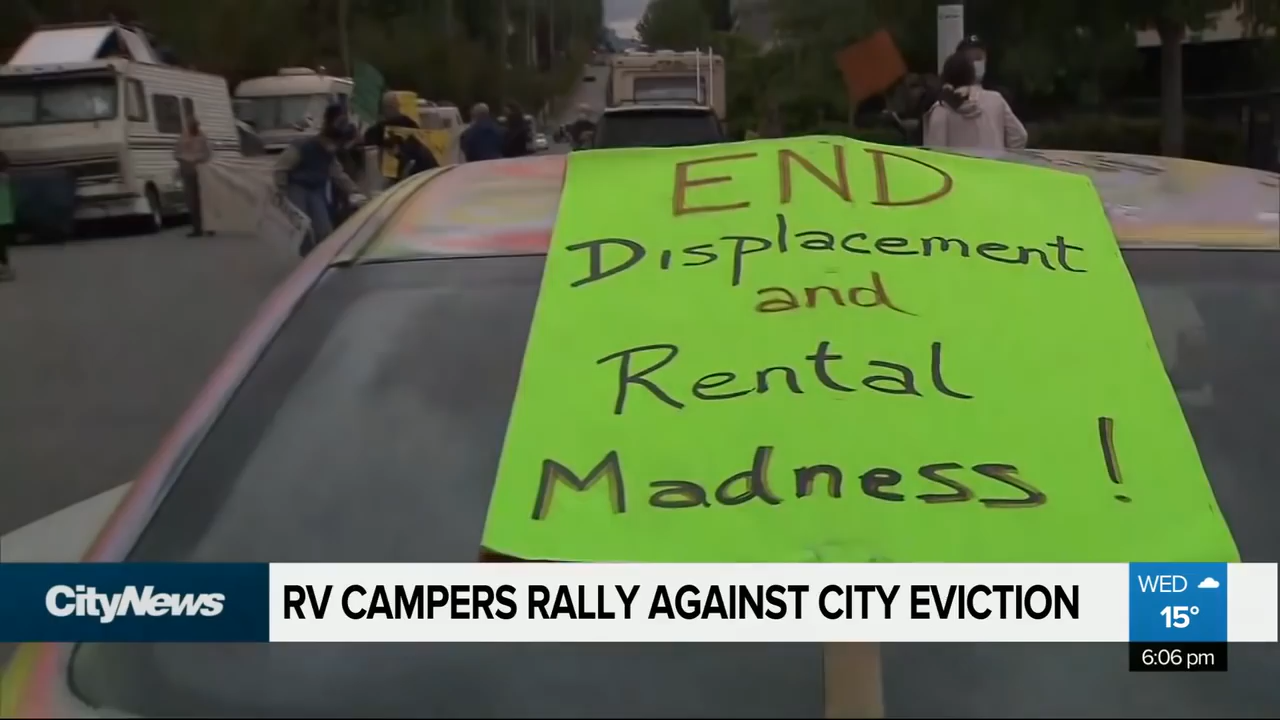 END
Displacement
and
Rental
Madness !
CityNews
RV CAMPERS RALLY AGAINST CITY EVICTION
WED
15°
6:06 pm